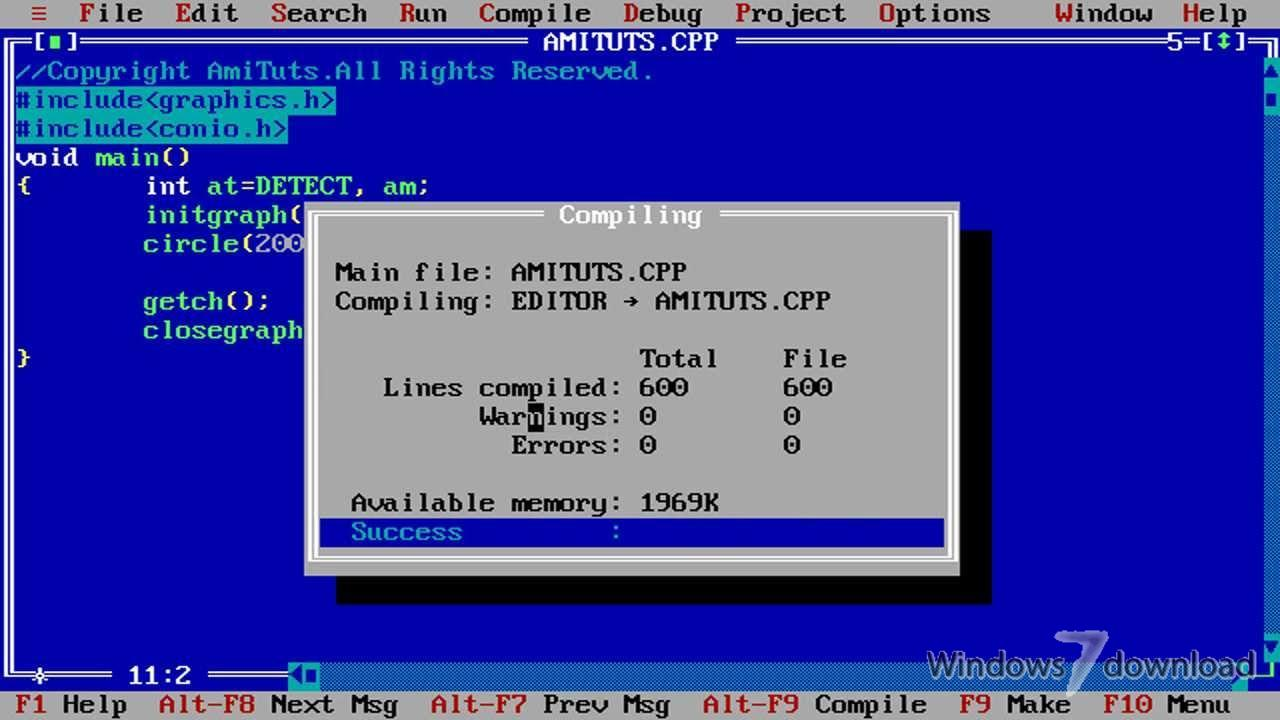 ≡ File Edit Search Run Compile Debug Project Options Window Help
[■] AMITUTS.CPP 5=[↕]
//Copyright AmiTuts.All Rights Reserved.
#include<graphics.h>
#include<conio.h>
void main()
{ int at=DETECT, am;
initgraph(
circle(200
getch();
closegraph
}
Compiling
Main file: AMITUTS.CPP
Compiling: EDITOR → AMITUTS.CPP
Total File
Lines compiled: 600 600
Warnings: 0 0
Errors: 0 0
Available memory: 1969K
Success :
11:2
Windows 7 download
F1 Help Alt-F8 Next Msg Alt-F7 Prev Msg Alt-F9 Compile F9 Make F10 Menu